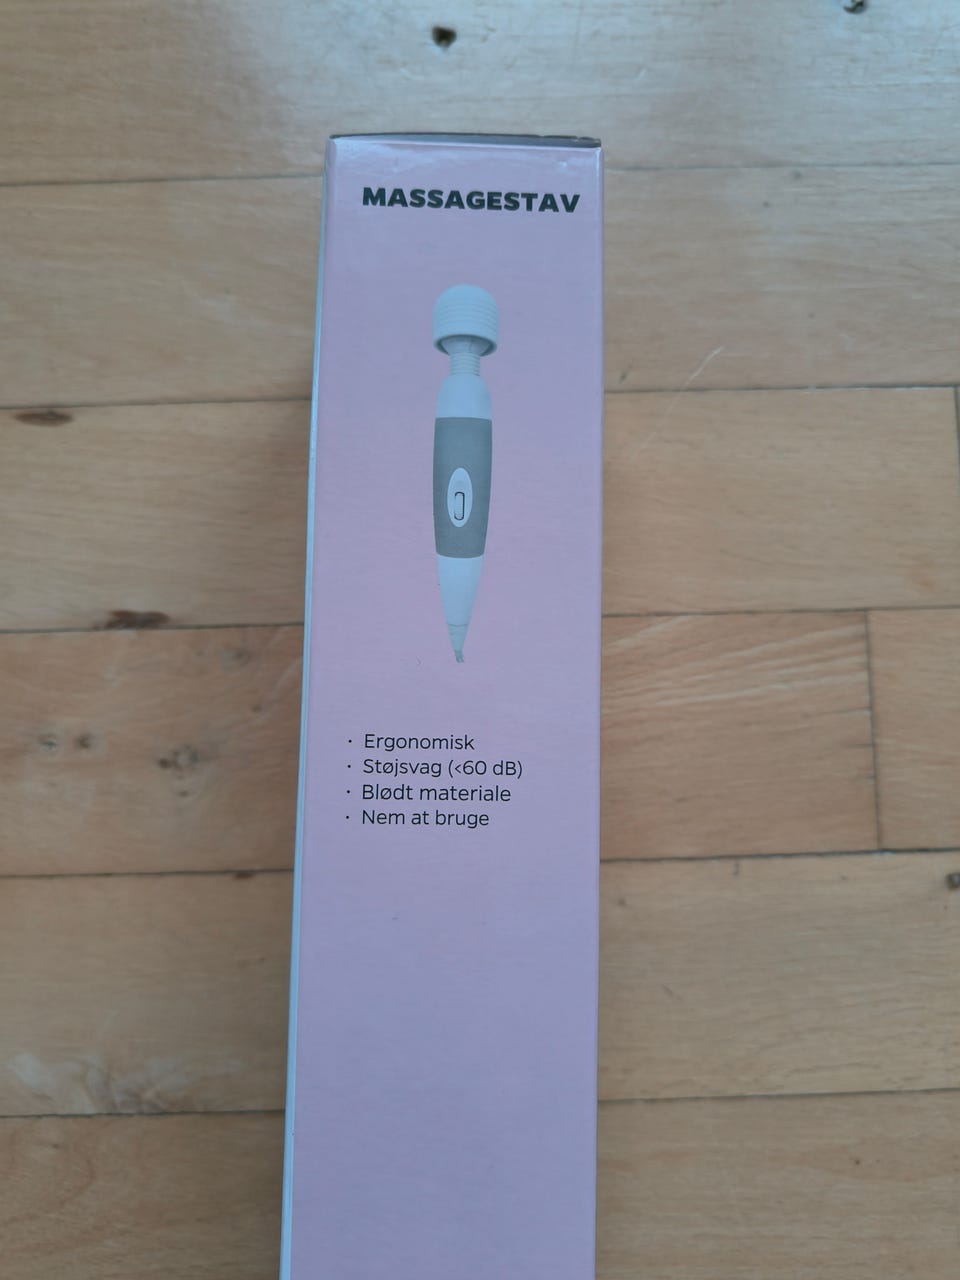 MASSAGESTAV
· Ergonomisk
· Støjsvag (<60 dB)
· Blødt materiale
· Nem at bruge